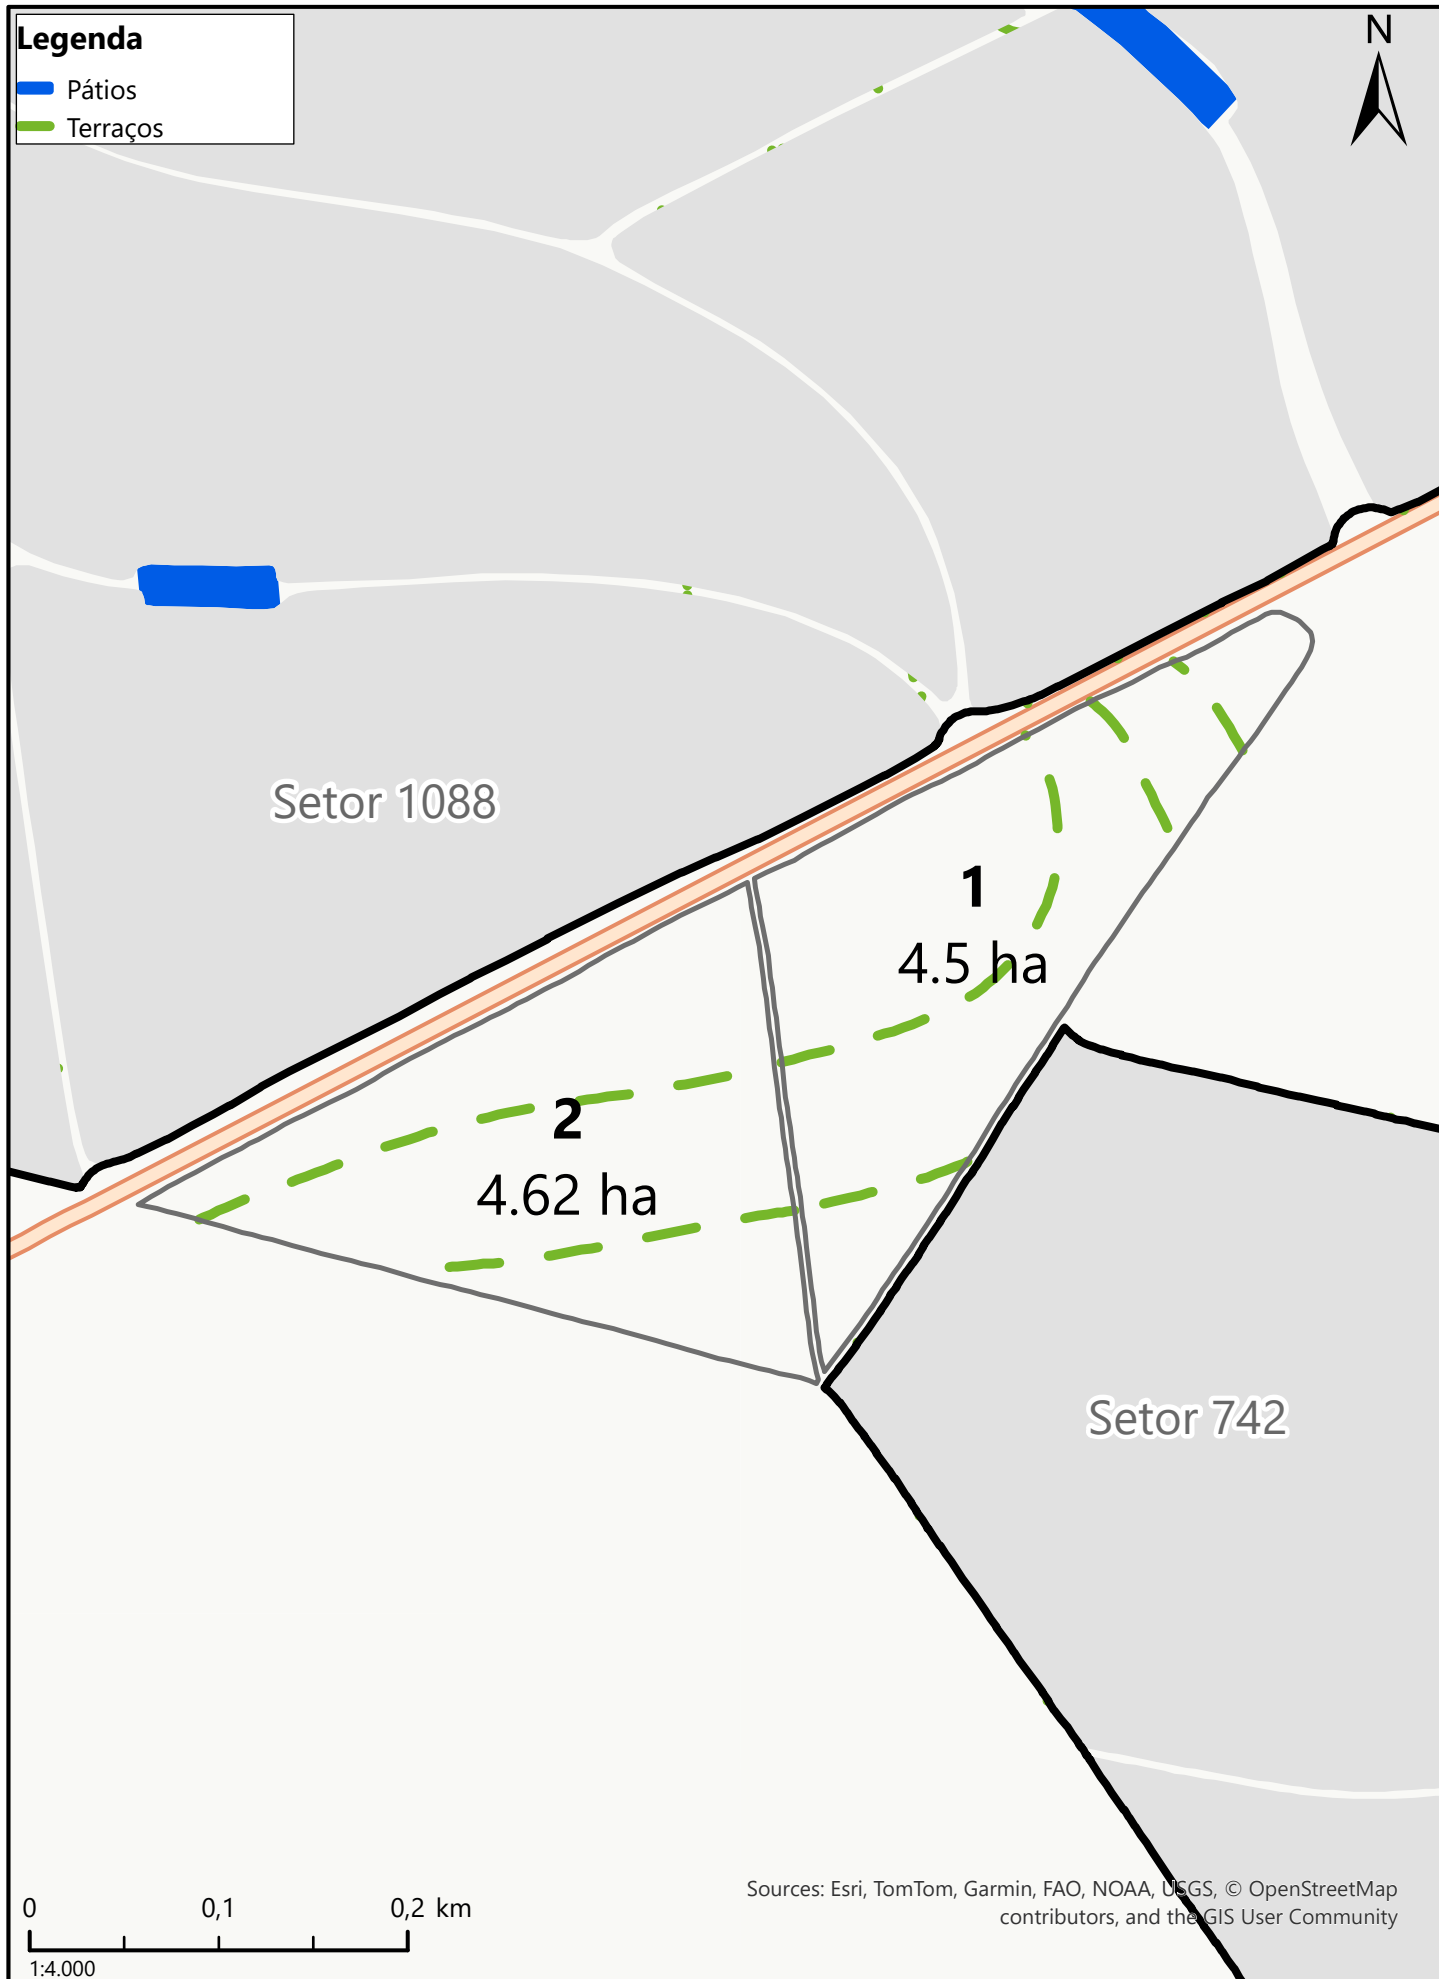 Legenda
Pátios
Terraços
N
Setor 1088
1
4.5 ha
2
4.62 ha
Setor 742
Sources: Esri, TomTom, Garmin, FAO, NOAA, USGS, © OpenStreetMap
contributors, and the GIS User Community
0 0,1 0,2 km
1:4.000